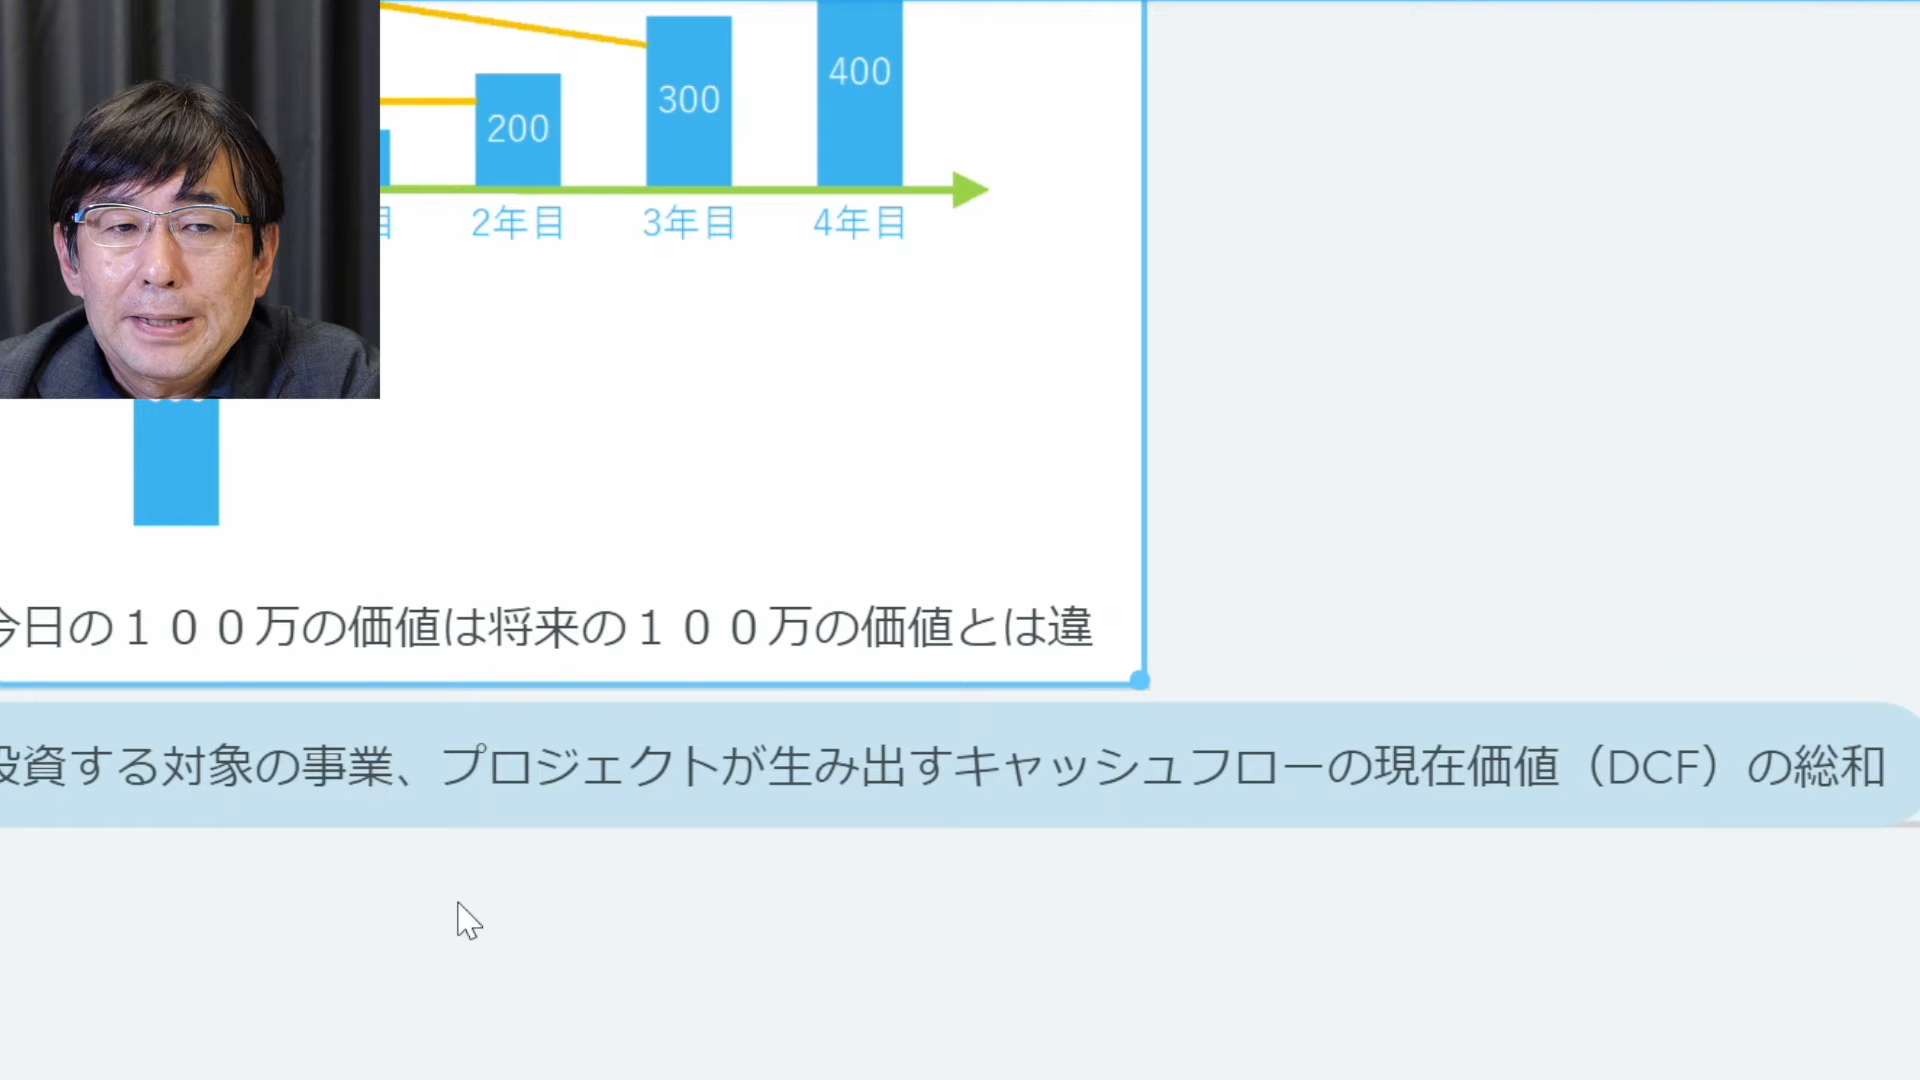 400
300
200
目 2年目 3年目 4年目
今日の１００万の価値は将来の１００万の価値とは違
投資する対象の事業、プロジェクトが生み出すキャッシュフローの現在価値（DCF）の総和